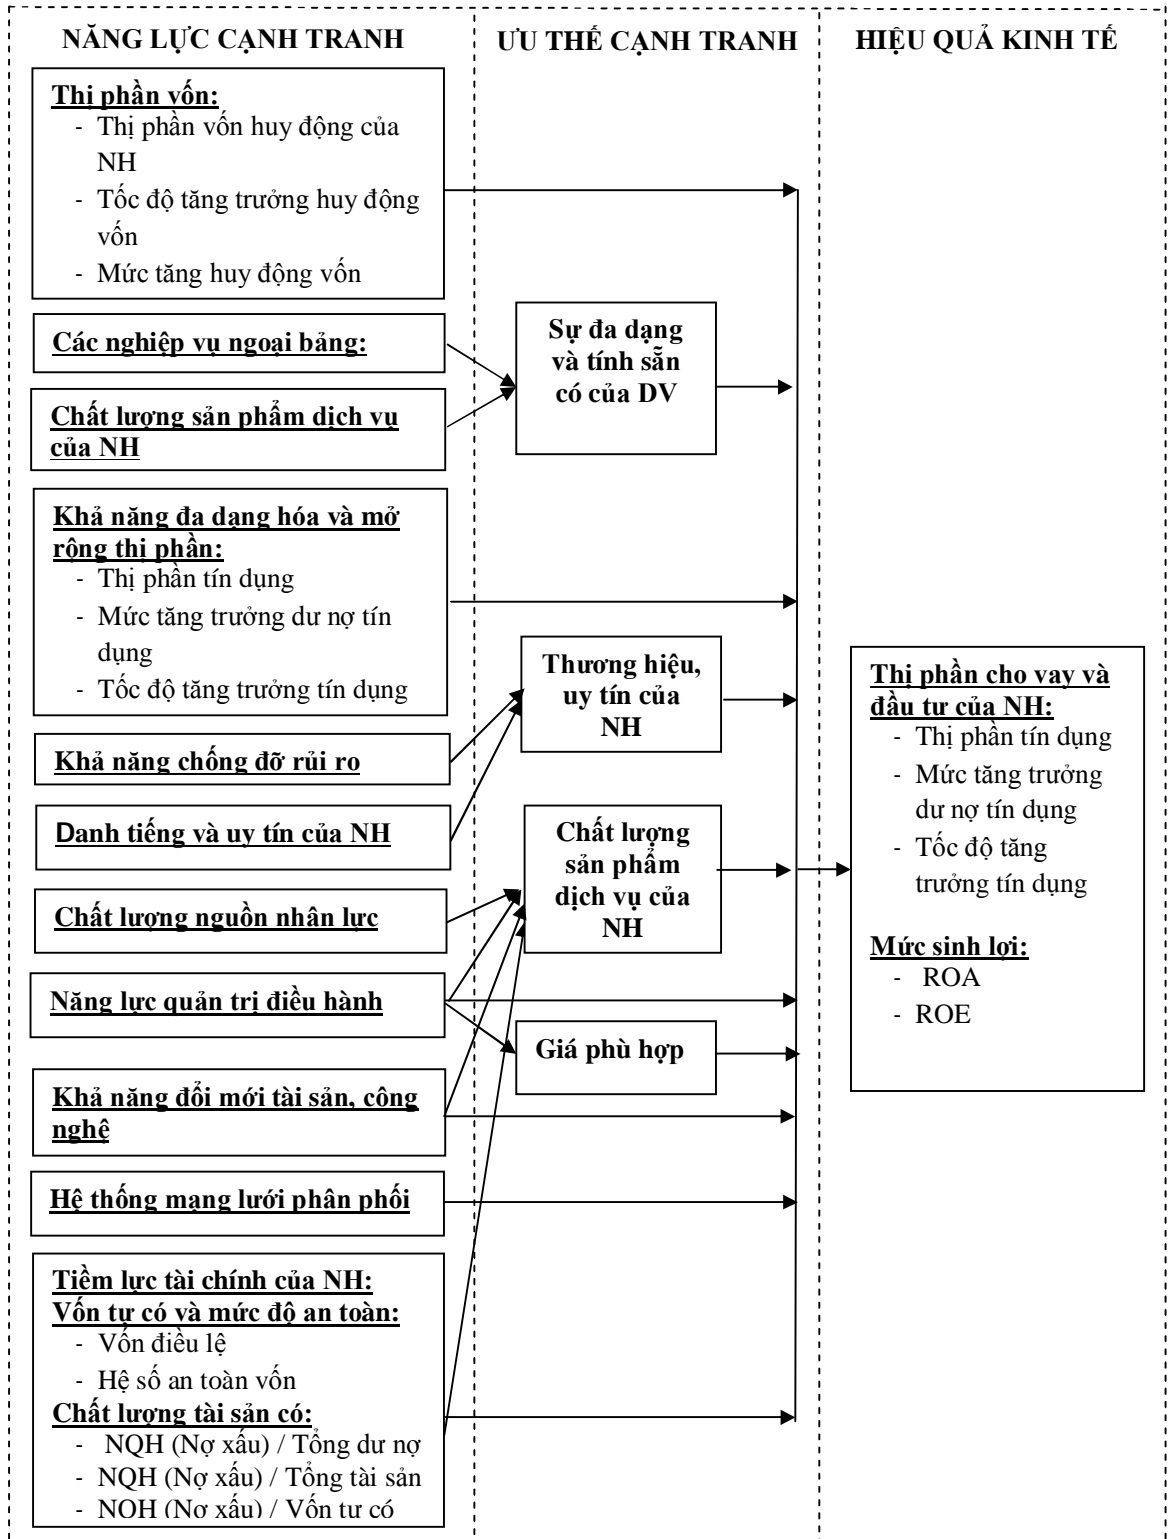 NĂNG LỰC CẠNH TRANH
ƯU THẾ CẠNH TRANH
HIỆU QUẢ KINH TẾ
Thị phần vốn:
- Thị phần vốn huy động của
NH
- Tốc độ tăng trưởng huy động
vốn
- Mức tăng huy động vốn
Các nghiệp vụ ngoại bảng:
Chất lượng sản phẩm dịch vụ
của NH
Khả năng đa dạng hóa và mở
rộng thị phần:
- Thị phần tín dụng
- Mức tăng trưởng dư nợ tín
dụng
- Tốc độ tăng trưởng tín dụng
Khả năng chống đỡ rủi ro
Danh tiếng và uy tín của NH
Chất lượng nguồn nhân lực
Năng lực quản trị điều hành
Khả năng đổi mới tài sản, công
nghệ
Hệ thống mạng lưới phân phối
Tiềm lực tài chính của NH:
Vốn tự có và mức độ an toàn:
- Vốn điều lệ
- Hệ số an toàn vốn
Chất lượng tài sản có:
- NQH (Nợ xấu) / Tổng dư nợ
- NQH (Nợ xấu) / Tổng tài sản
- NQH (Nợ xấu) / Vốn tự có
Sự đa dạng
và tính sẵn
có của DV
Thương hiệu,
uy tín của
NH
Chất lượng
sản phẩm
dịch vụ của
NH
Giá phù hợp
Thị phần cho vay và
đầu tư của NH:
- Thị phần tín dụng
- Mức tăng trưởng
dư nợ tín dụng
- Tốc độ tăng
trưởng tín dụng
Mức sinh lợi:
- ROA
- ROE